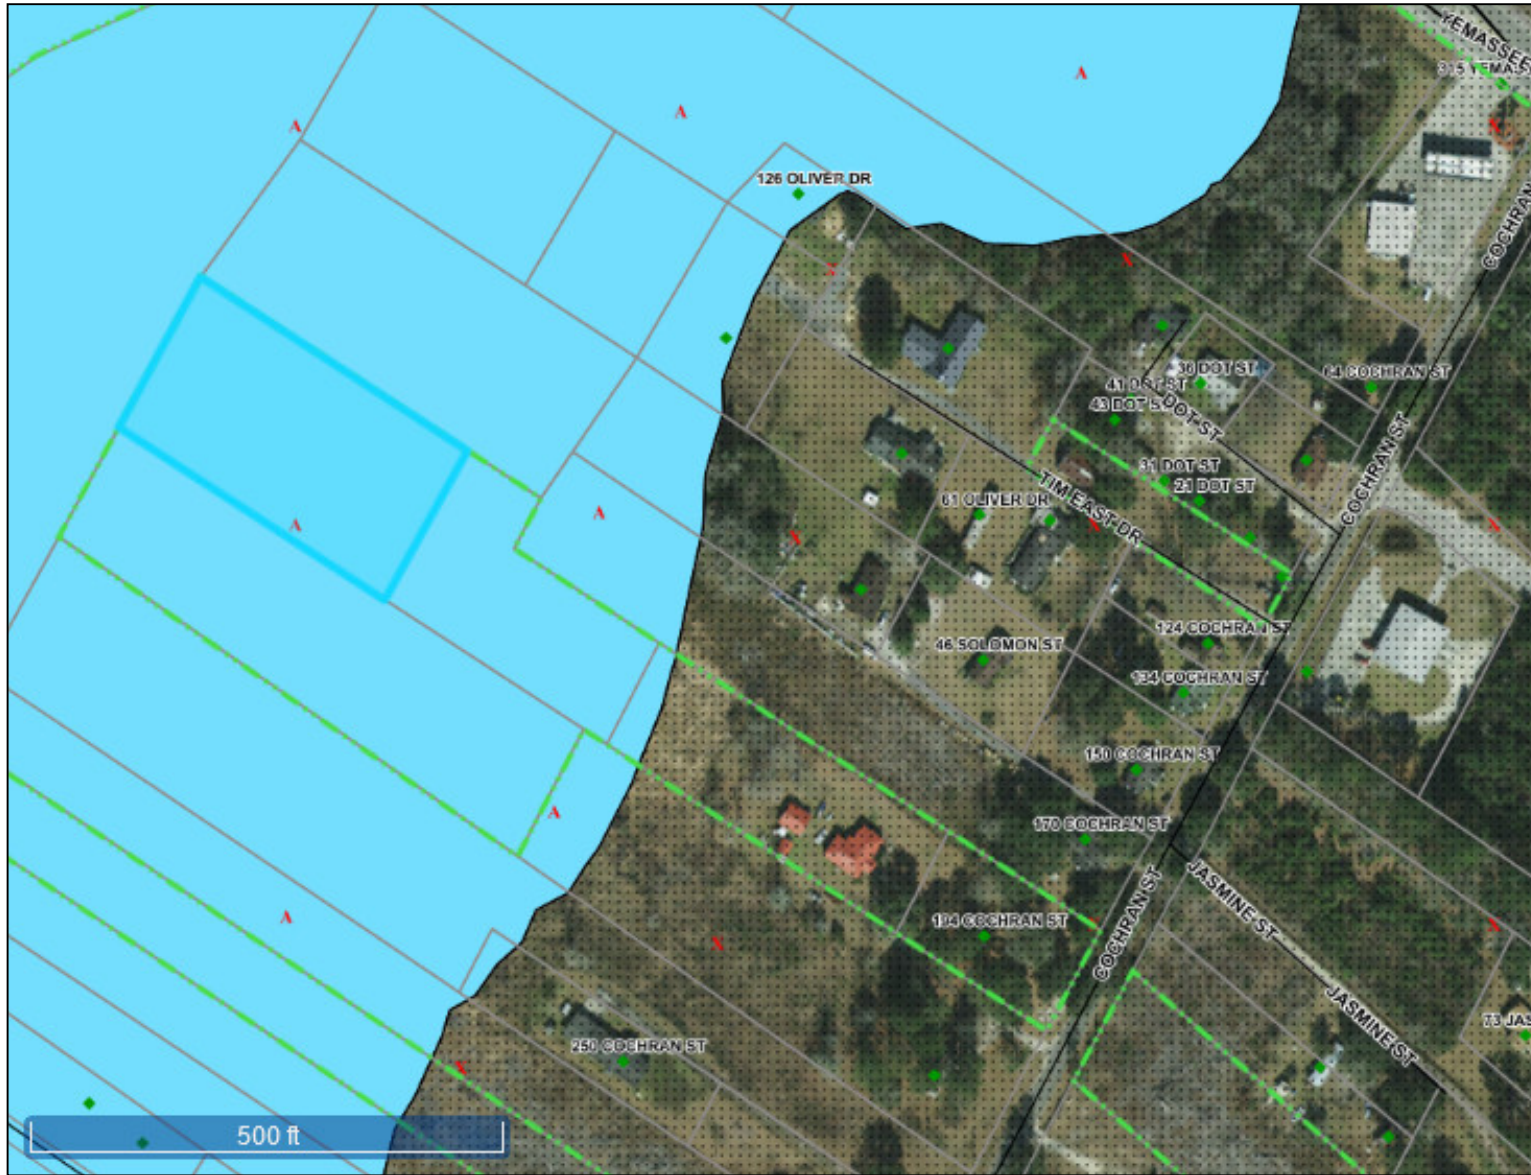 YEMASSEE
315 YEMAS
A
A
A
126 OLIVER DR
X
COCHRAN
X
X
30 DOT ST
64 COCHRAN ST
41 DOT ST
43 DOT ST
DOT ST
COCHRAN ST
31 DOT ST
21 DOT ST
TIM EAST DR
61 OLIVER DR
A
A
X
X
X
124 COCHRAN ST
46 SOLOMON ST
134 COCHRAN ST
150 COCHRAN ST
A
170 COCHRAN ST
JASMINE ST
A
194 COCHRAN ST
COCHRAN ST
X
X
JASMINE ST
73 JAS
250 COCHRAN ST
X
500 ft